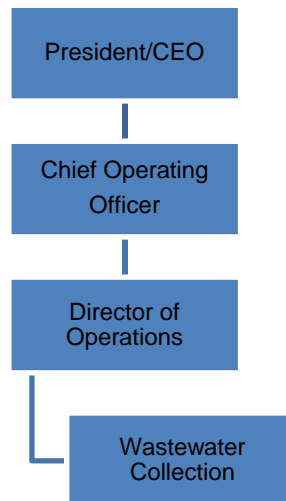 President/CEO
Chief Operating
Officer
Director of
Operations
Wastewater
Collection